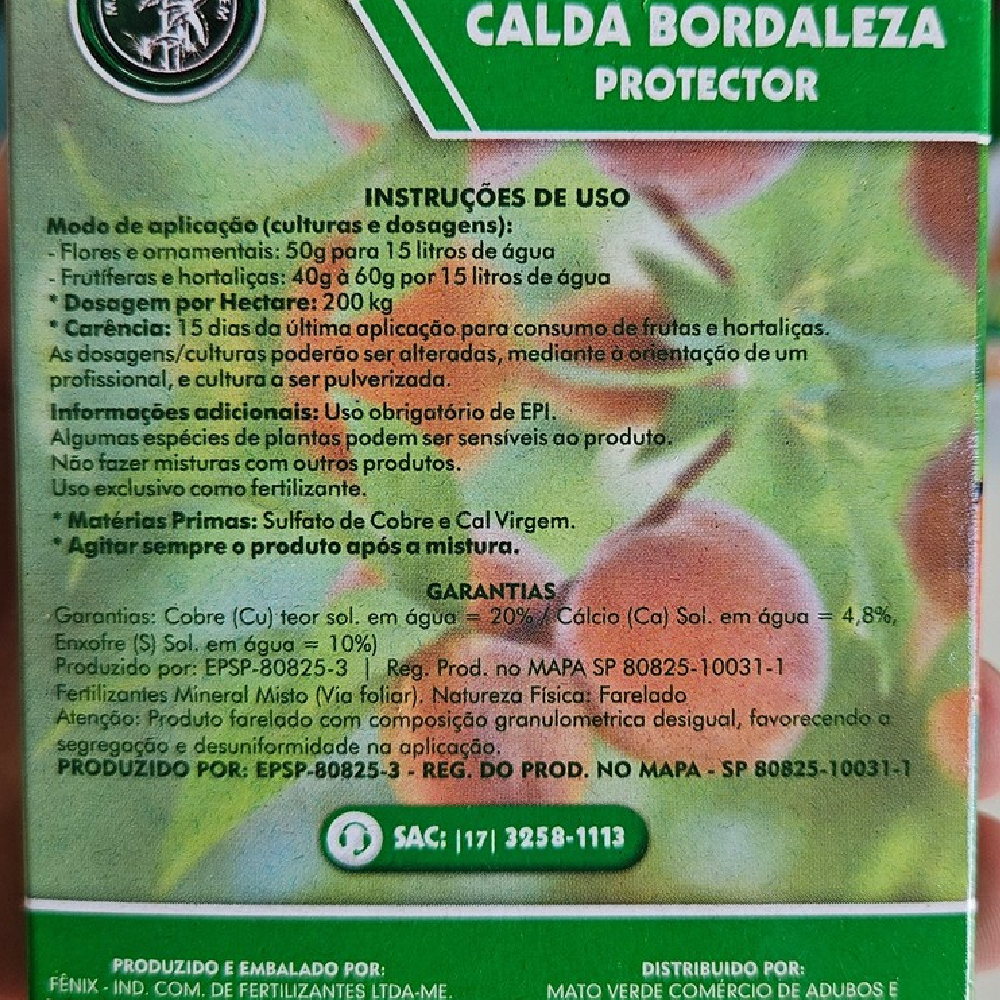 CALDA BORDALEZA
PROTECTOR
INSTRUÇÕES DE USO
Modo de aplicação (culturas e dosagens):
- Flores e ornamentais: 50g para 15 litros de água
- Frutíferas e hortaliças: 40g à 60g por 15 litros de água
* Dosagem por Hectare: 200 kg
* Carência: 15 dias da última aplicação para consumo de frutas e hortaliças.
As dosagens/culturas poderão ser alteradas, mediante à orientação de um
profissional, e cultura a ser pulverizada.
Informações adicionais: Uso obrigatório de EPI.
Algumas espécies de plantas podem ser sensíveis ao produto.
Não fazer misturas com outros produtos.
Uso exclusivo como fertilizante.
* Matérias Primas: Sulfato de Cobre e Cal Virgem.
* Agitar sempre o produto após a mistura.
GARANTIAS
Garantias: Cobre (Cu) teor sol. em água = 20% / Cálcio (Ca) Sol. em água = 4,8%,
Enxofre (S) Sol. em água = 10%)
Produzido por: EPSP-80825-3 | Reg. Prod. no MAPA SP 80825-10031-1
Fertilizantes Mineral Misto (Via foliar). Natureza Física: Farelado
Atenção: Produto farelado com composição granulometrica desigual, favorecendo a
segregação e desuniformidade na aplicação.
PRODUZIDO POR: EPSP-80825-3 - REG. DO PROD. NO MAPA - SP 80825-10031-1
SAC: |17| 3258-1113
PRODUZIDO E EMBALADO POR:
FÊNIX - IND. COM. DE FERTILIZANTES LTDA-ME.
DISTRIBUIDO POR:
MATO VERDE COMÉRCIO DE ADUBOS E